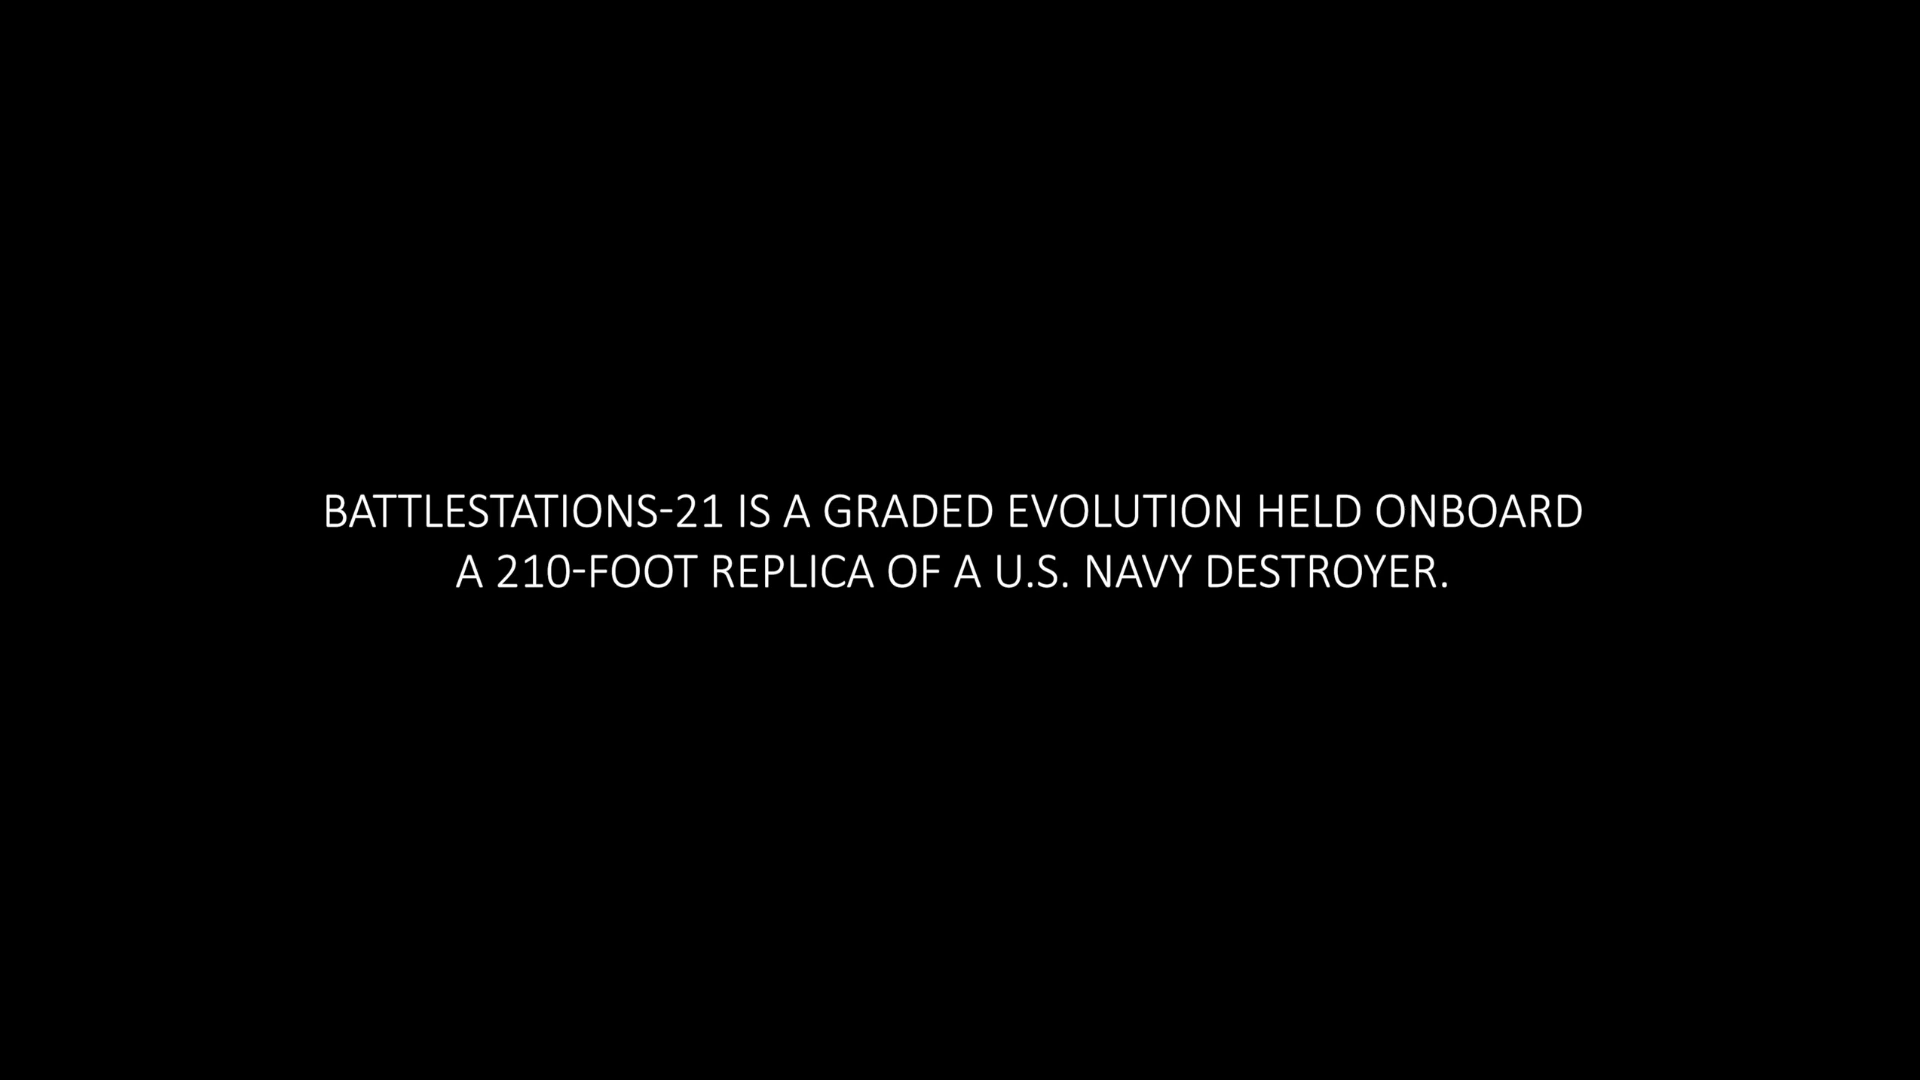 BATTLESTATIONS-21 IS A GRADED EVOLUTION HELD ONBOARD
A 210-FOOT REPLICA OF A U.S. NAVY DESTROYER.